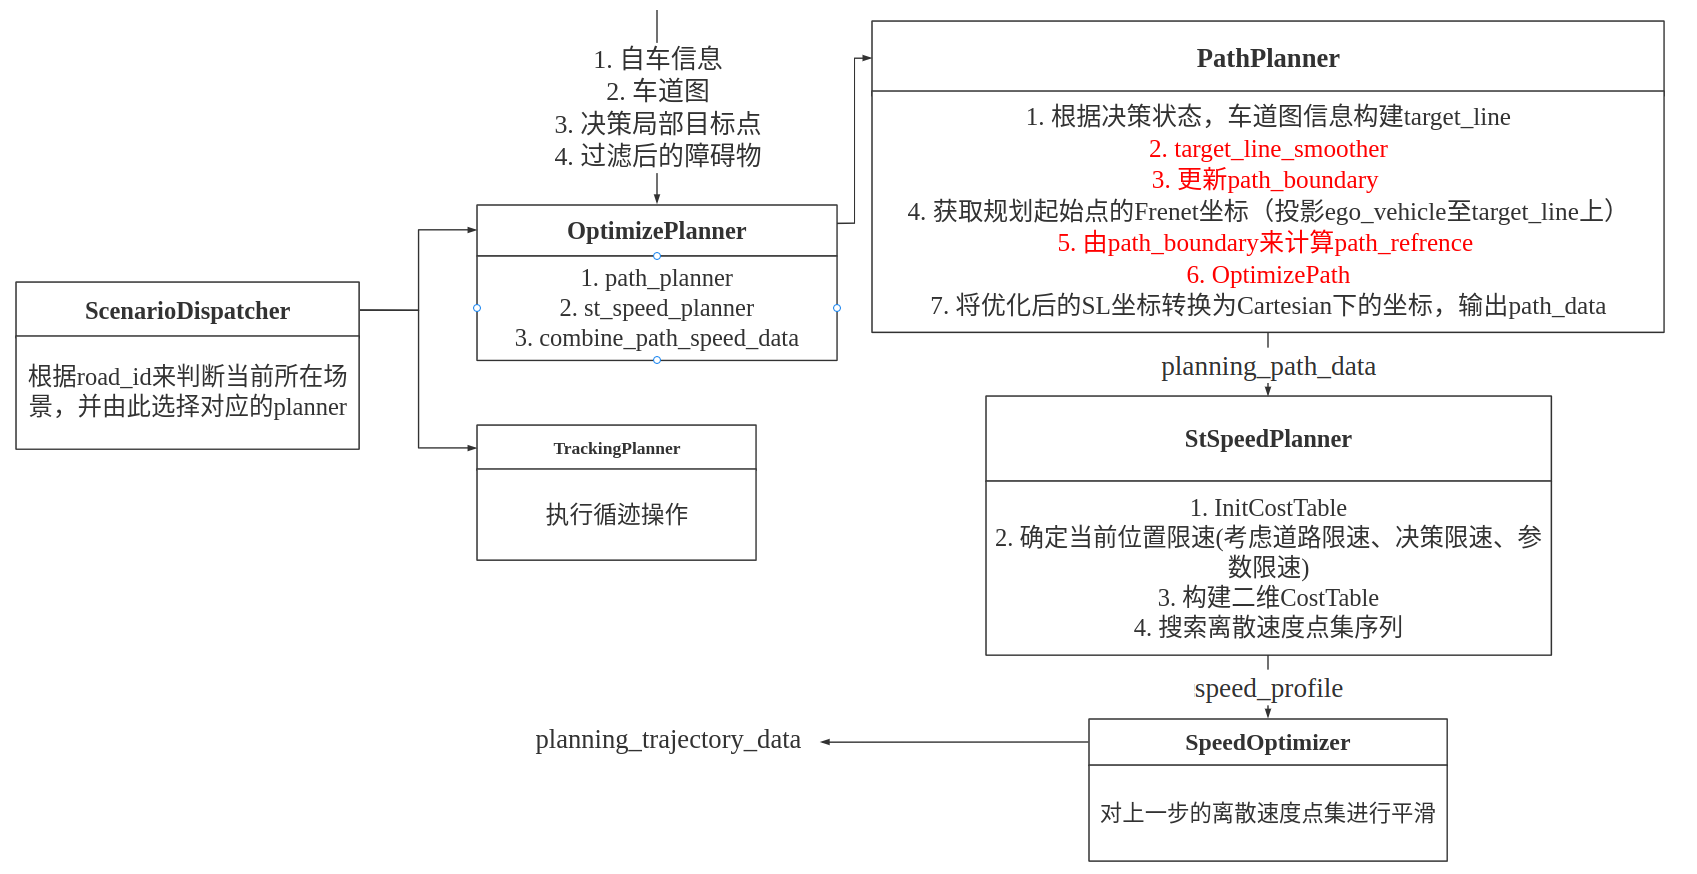 1. 自车信息
2. 车道图
3. 决策局部目标点
4. 过滤后的障碍物
ScenarioDispatcher
根据road_id来判断当前所在场
景，并由此选择对应的planner
OptimizePlanner
1. path_planner
2. st_speed_planner
3. combine_path_speed_data
TrackingPlanner
执行循迹操作
PathPlanner
1. 根据决策状态，车道图信息构建target_line
2. target_line_smoother
3. 更新path_boundary
4. 获取规划起始点的Frenet坐标（投影ego_vehicle至target_line上）
5. 由path_boundary来计算path_refrence
6. OptimizePath
7. 将优化后的SL坐标转换为Cartesian下的坐标，输出path_data
planning_path_data
StSpeedPlanner
1. InitCostTable
2. 确定当前位置限速(考虑道路限速、决策限速、参
数限速)
3. 构建二维CostTable
4. 搜索离散速度点集序列
speed_profile
SpeedOptimizer
对上一步的离散速度点集进行平滑
planning_trajectory_data